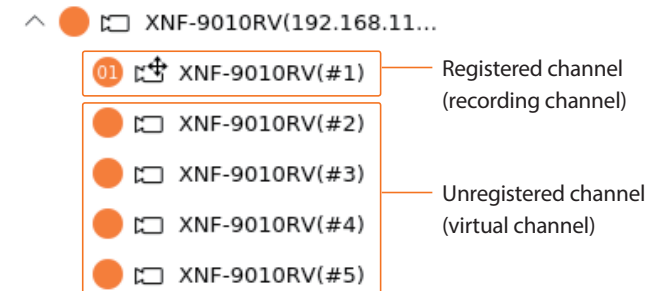 XNF-9010RV(192.168.11...
01 XNF-9010RV(#1)
Registered channel
(recording channel)
XNF-9010RV(#2)
XNF-9010RV(#3)
XNF-9010RV(#4)
XNF-9010RV(#5)
Unregistered channel
(virtual channel)